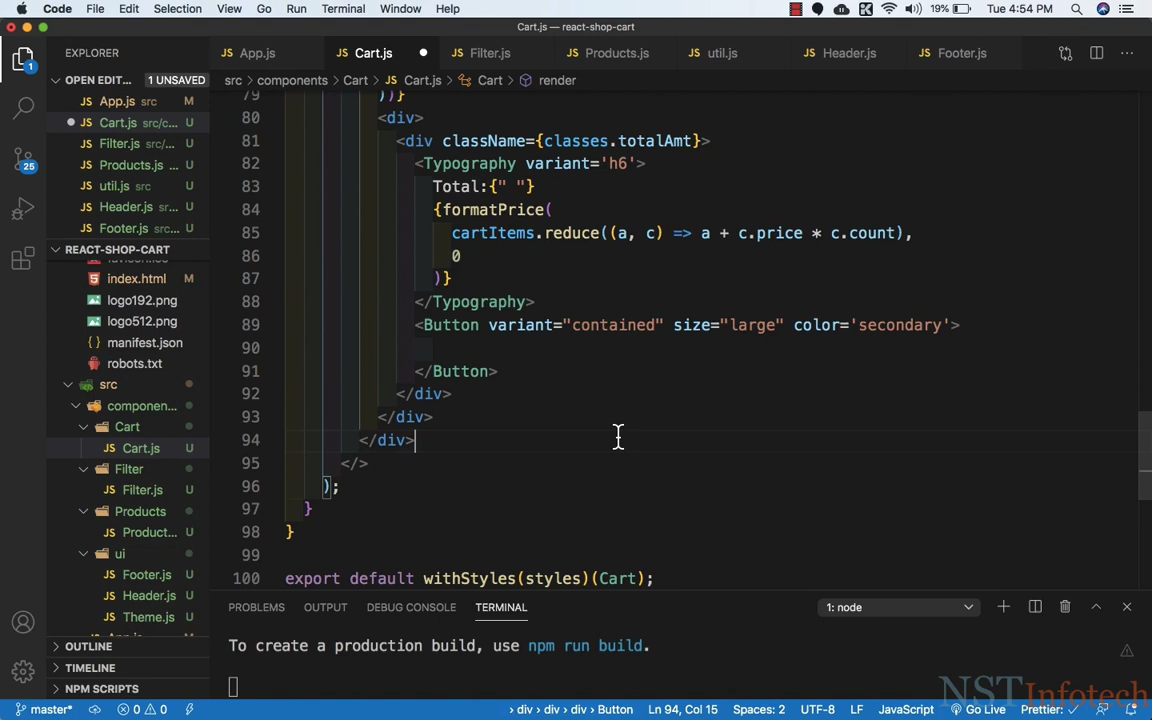 Code File Edit Selection View Go Run Terminal Window Help 19% Tue 4:54 PM
Cart.js — react-shop-cart
EXPLORER
App.js Cart.js Filter.js Products.js util.js Header.js Footer.js
OPEN EDIT... 1 UNSAVED
src > components > Cart > Cart.js > Cart > render
App.js src M
Cart.js src/c... U
Filter.js src/... U
Products.js ... U
util.js src U
Header.js sr... U
Footer.js src... U
REACT-SHOP-CART
index.html M
logo192.png
logo512.png
manifest.json
robots.txt
src
componen...
Cart
Cart.js U
Filter
Filter.js U
Products
Product... U
ui
Footer.js U
Header.js U
Theme.js U
OUTLINE
TIMELINE
NPM SCRIPTS
79 ))}
80 <div>
81 <div className={classes.totalAmt}>
82 <Typography variant='h6'>
83 Total:{" "}
84 {formatPrice(
85 cartItems.reduce((a, c) => a + c.price * c.count),
86 0
87 )}
88 </Typography>
89 <Button variant="contained" size="large" color='secondary'>
90
91 </Button>
92 </div>
93 </div>
94 </div>
95 </>
96 );
97 }
98 }
99
100 export default withStyles(styles)(Cart);
PROBLEMS OUTPUT DEBUG CONSOLE TERMINAL 1: node
To create a production build, use npm run build.
NSTInfotech
master* 0 0 › div › div › div › Button Ln 94, Col 15 Spaces: 2 UTF-8 LF JavaScript Go Live Prettier: ✓
1
25